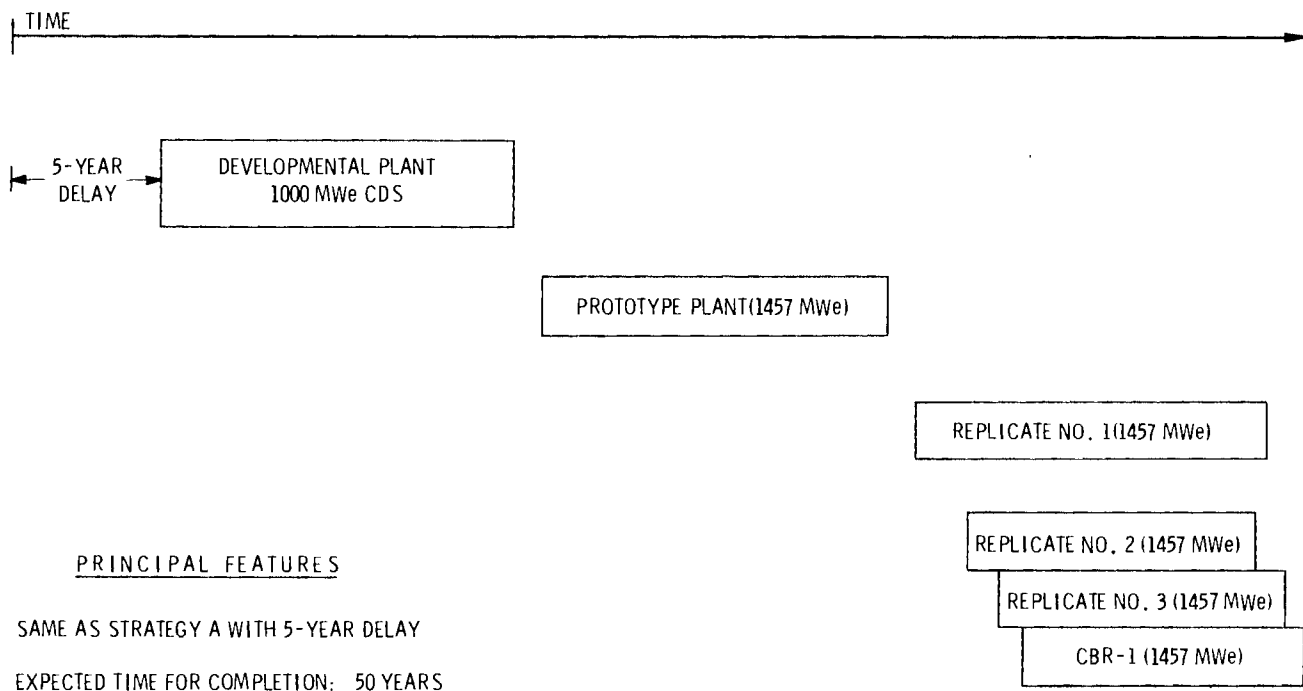 TIME
5-YEAR
DELAY
DEVELOPMENTAL PLANT
1000 MWe CDS
PROTOTYPE PLANT(1457 MWe)
REPLICATE NO. 1(1457 MWe)
REPLICATE NO. 2 (1457 MWe)
REPLICATE NO. 3 (1457 MWe)
CBR-1 (1457 MWe)
PRINCIPAL FEATURES
SAME AS STRATEGY A WITH 5-YEAR DELAY
EXPECTED TIME FOR COMPLETION: 50 YEARS